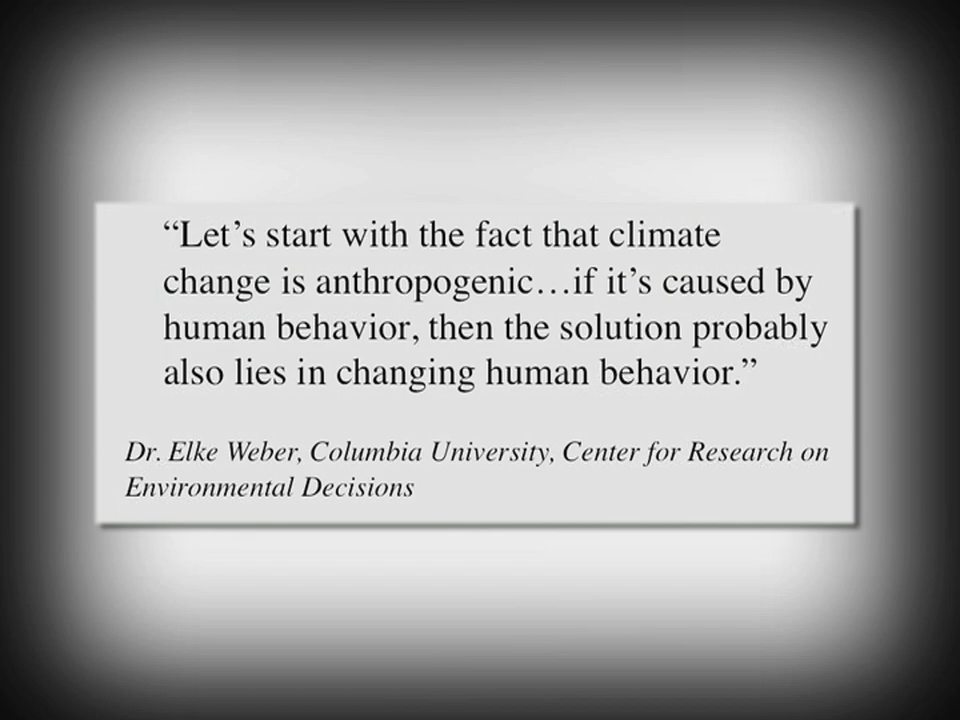 “Let’s start with the fact that climate
change is anthropogenic…if it’s caused by
human behavior, then the solution probably
also lies in changing human behavior.”
Dr. Elke Weber, Columbia University, Center for Research on
Environmental Decisions